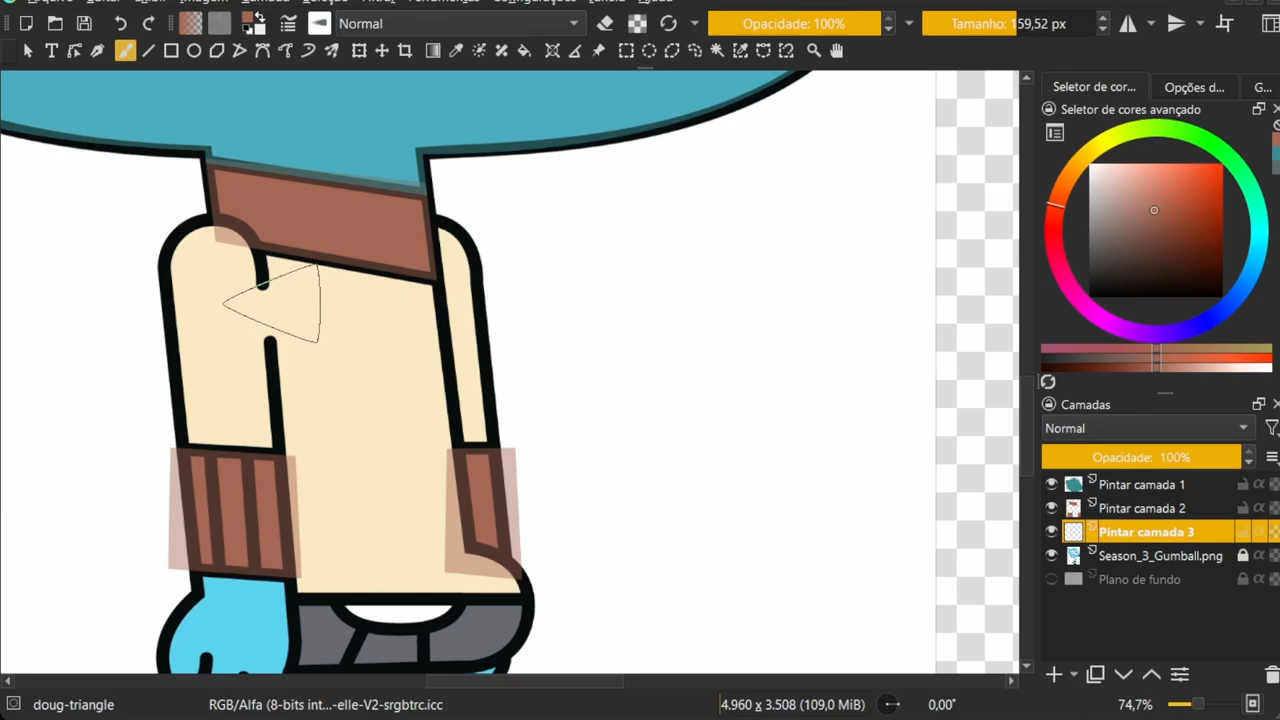 Normal
Opacidade: 100%
Tamanho: 159,52 px
Seletor de cor...
Opções d...
G...
Seletor de cores avançado
Camadas
Normal
Opacidade: 100%
Pintar camada 1
Pintar camada 2
Pintar camada 3
Season_3_Gumball.png
Plano de fundo
doug-triangle
RGB/Alfa (8-bits int...-elle-V2-srgbtrc.icc
4.960 x 3.508 (109,0 MiB)
0,00°
74,7%